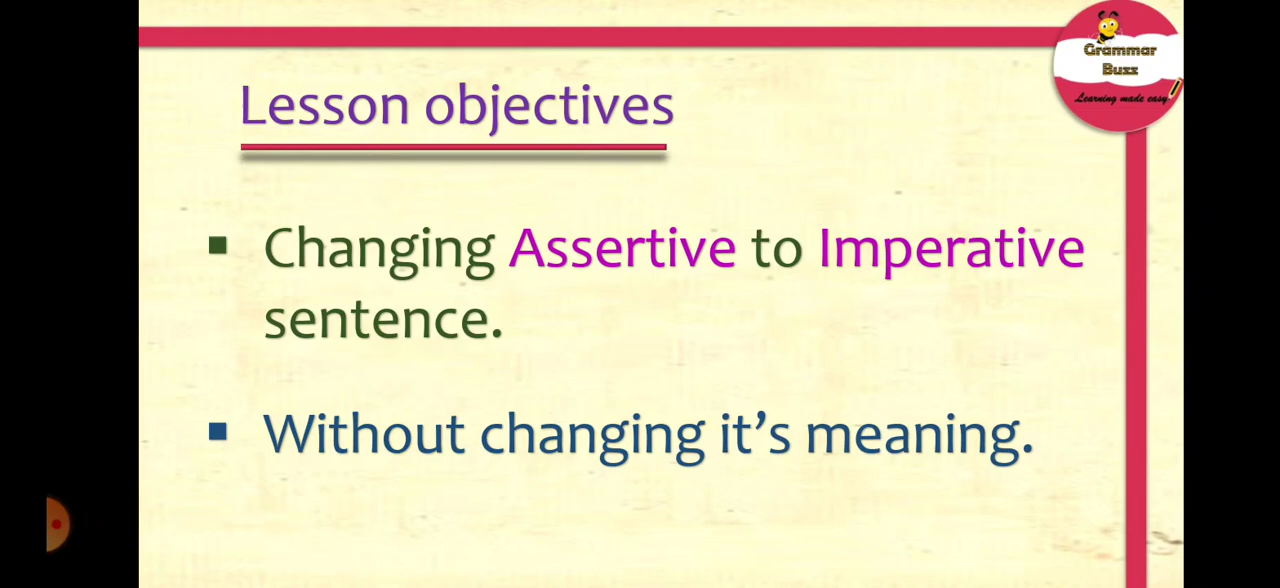 Grammar
Buzz
Learning made easy
Lesson objectives
▪ Changing Assertive to Imperative
sentence.
▪ Without changing it's meaning.